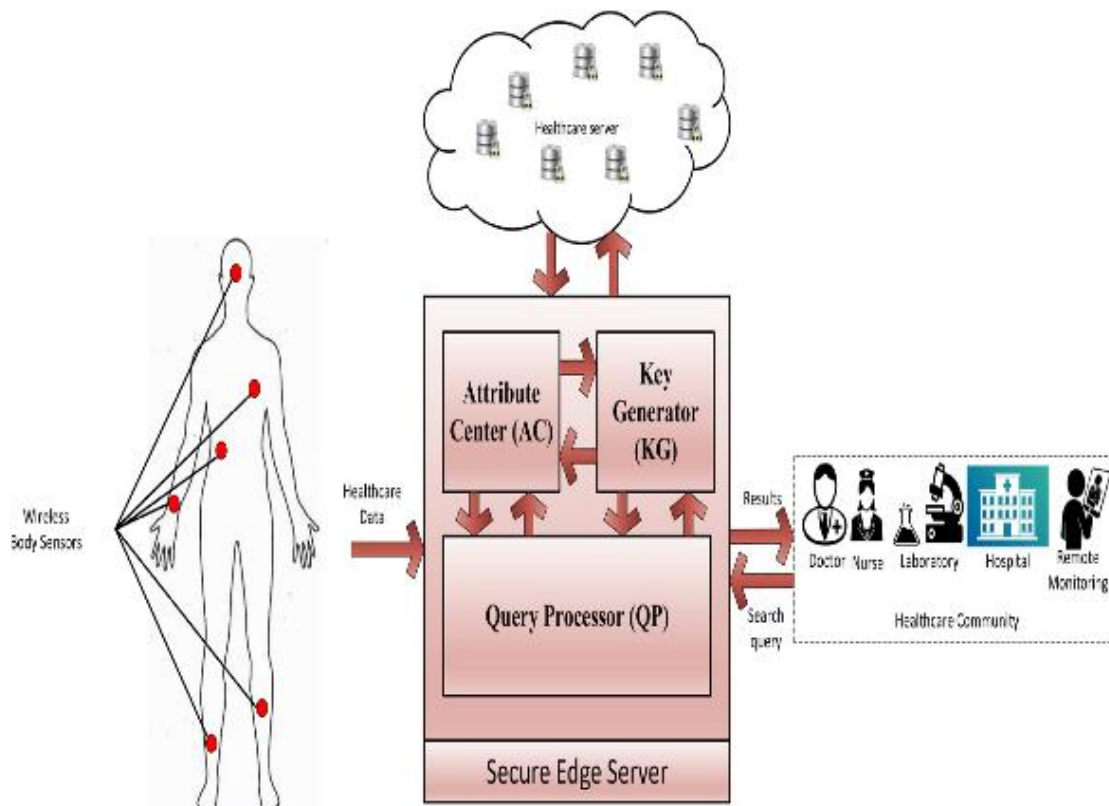 Healthcare server
Attribute
Center (AC)
Key
Generator
(KG)
Healthcare
Data
Wireless
Body Sensors
Query Processor (QP)
Secure Edge Server
Results
Search
query
Doctor
Nurse
Laboratory
Hospital
Remote
Monitoring
Healthcare Community